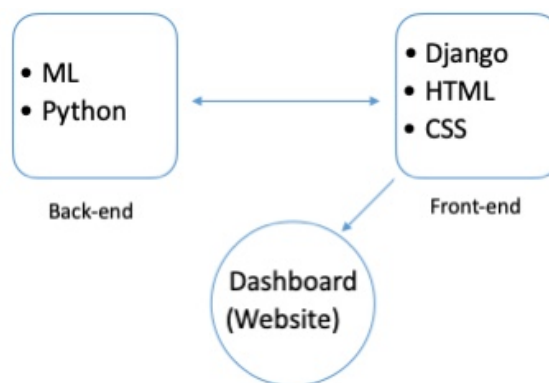 • ML
• Python
Back-end
• Django
• HTML
• CSS
Front-end
Dashboard
(Website)